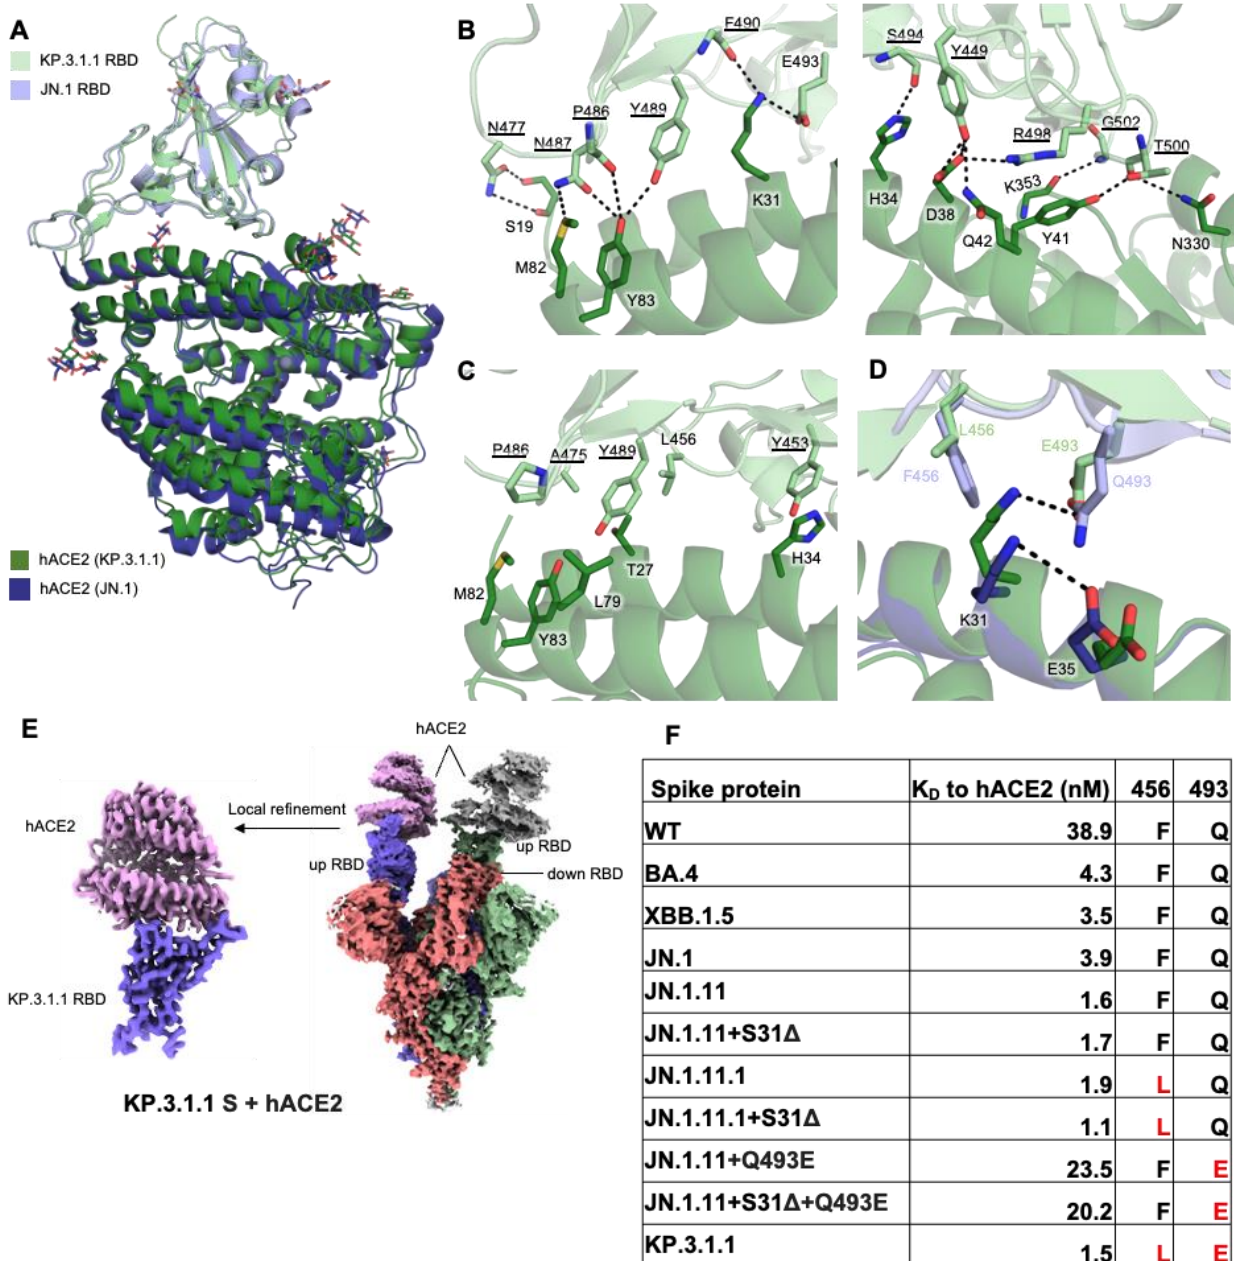 A
KP.3.1.1 RBD
JN.1 RBD
hACE2 (KP.3.1.1)
hACE2 (JN.1)
B
F490
E493
P486
Y489
N477
N487
S19
M82
Y83
K31
S494
Y449
R498
G502
T500
K353
H34
D38
Q42
Y41
N330
C
P486
A475
Y489
L456
Y453
M82
Y83
L79
T27
H34
D
L456
E493
F456
Q493
K31
E35
E
hACE2
hACE2
Local refinement
up RBD
up RBD
down RBD
KP.3.1.1 RBD
KP.3.1.1 S + hACE2
F
Spike protein KD to hACE2 (nM) 456 493
WT 38.9 F Q
BA.4 4.3 F Q
XBB.1.5 3.5 F Q
JN.1 3.9 F Q
JN.1.11 1.6 F Q
JN.1.11+S31Δ 1.7 F Q
JN.1.11.1 1.9 L Q
JN.1.11.1+S31Δ 1.1 L Q
JN.1.11+Q493E 23.5 F E
JN.1.11+S31Δ+Q493E 20.2 F E
KP.3.1.1 1.5 L E